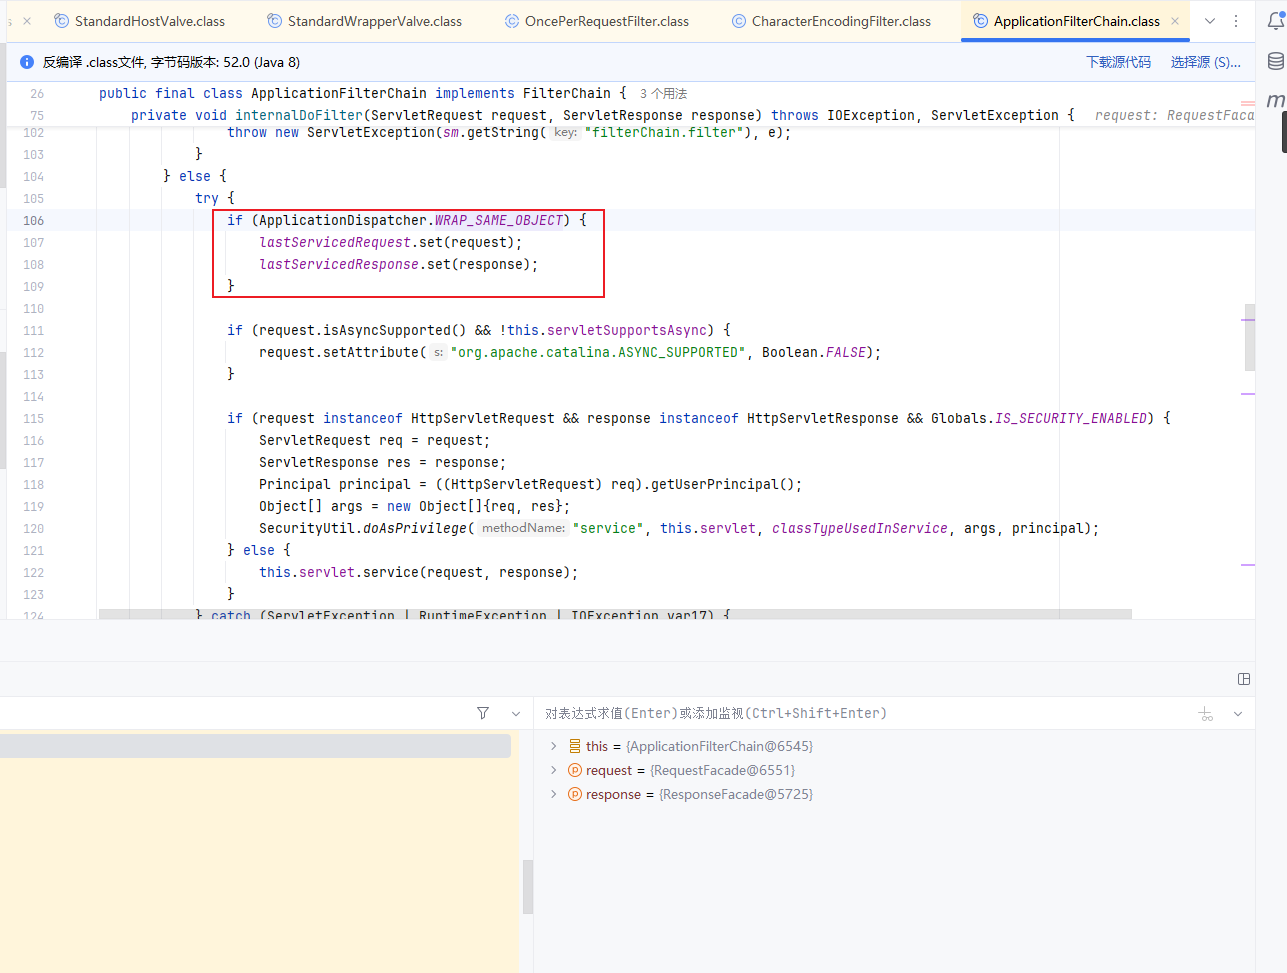 s StandardHostValve.class StandardWrapperValve.class OncePerRequestFilter.class CharacterEncodingFilter.class ApplicationFilterChain.class
反编译 .class文件, 字节码版本: 52.0 (Java 8) 下载源代码 选择源 (S)...
26 public final class ApplicationFilterChain implements FilterChain { 3 个用法
75 private void internalDoFilter(ServletRequest request, ServletResponse response) throws IOException, ServletException { request: RequestFaca
102 throw new ServletException(sm.getString( key: "filterChain.filter"), e);
103 }
104 } else {
105 try {
106 if (ApplicationDispatcher.WRAP_SAME_OBJECT) {
107 lastServicedRequest.set(request);
108 lastServicedResponse.set(response);
109 }
110
111 if (request.isAsyncSupported() && !this.servletSupportsAsync) {
112 request.setAttribute( s: "org.apache.catalina.ASYNC_SUPPORTED", Boolean.FALSE);
113 }
114
115 if (request instanceof HttpServletRequest && response instanceof HttpServletResponse && Globals.IS_SECURITY_ENABLED) {
116 ServletRequest req = request;
117 ServletResponse res = response;
118 Principal principal = ((HttpServletRequest) req).getUserPrincipal();
119 Object[] args = new Object[]{req, res};
120 SecurityUtil.doAsPrivilege( methodName: "service", this.servlet, classTypeUsedInService, args, principal);
121 } else {
122 this.servlet.service(request, response);
123 }
124 } catch (ServletException | RuntimeException | IOException var17) {
对表达式求值(Enter)或添加监视(Ctrl+Shift+Enter)
this = {ApplicationFilterChain@6545}
request = {RequestFacade@6551}
response = {ResponseFacade@5725}
m